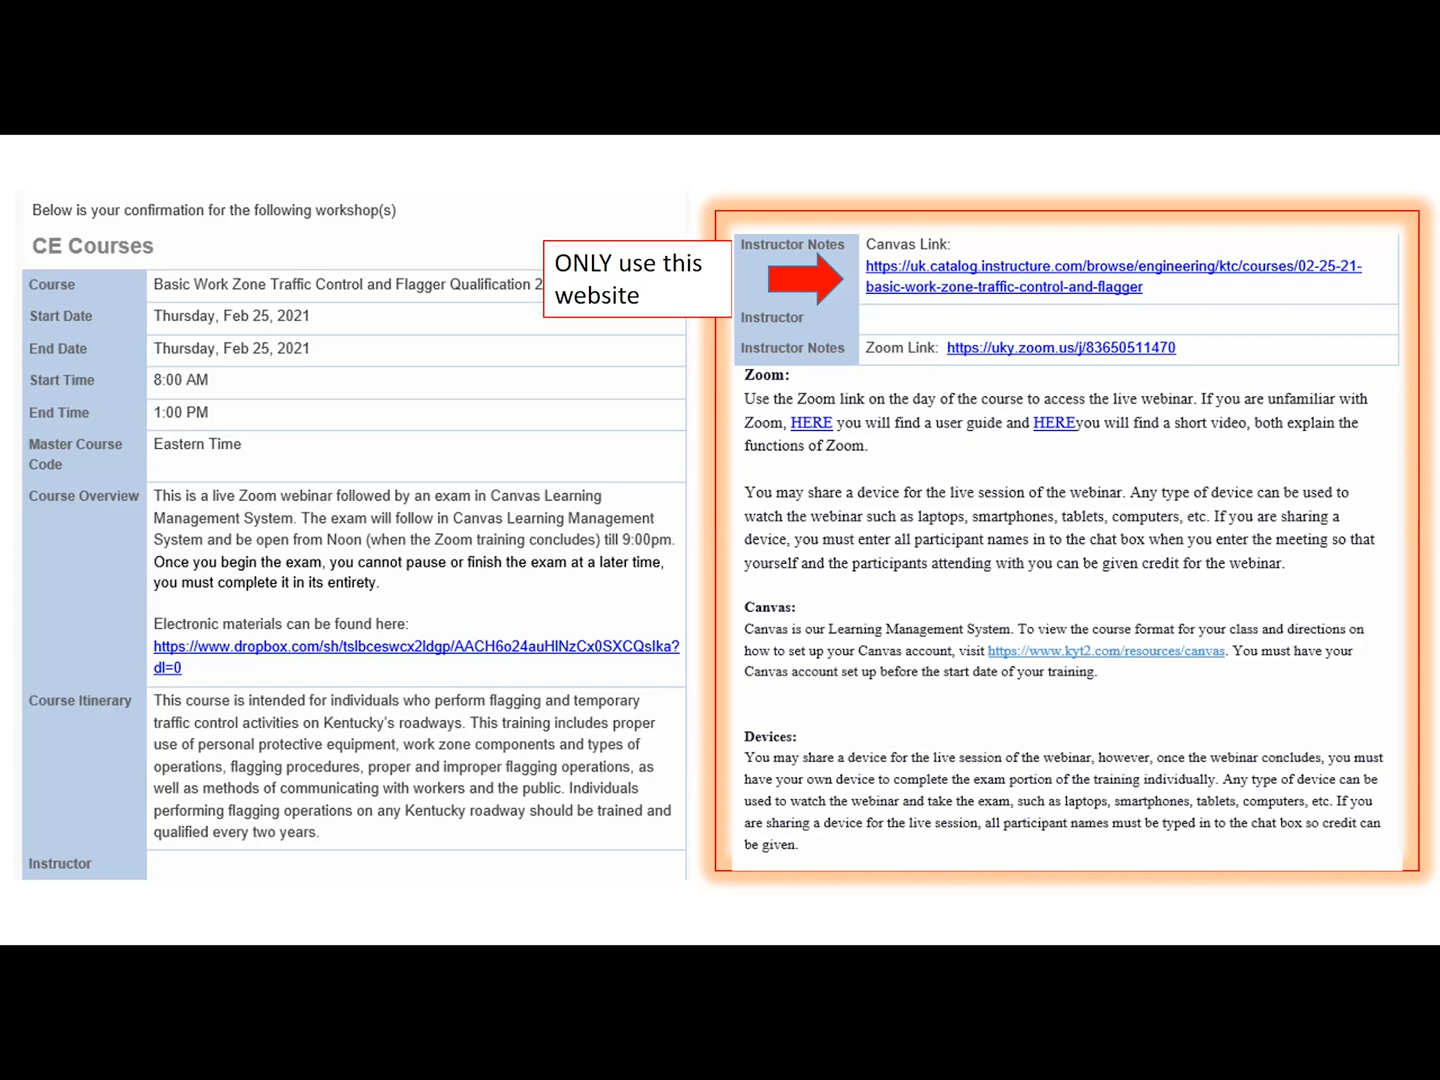 Below is your confirmation for the following workshop(s)
CE Courses
Course
Basic Work Zone Traffic Control and Flagger Qualification 2
Start Date
Thursday, Feb 25, 2021
End Date
Thursday, Feb 25, 2021
Start Time
8:00 AM
End Time
1:00 PM
Master Course
Code
Eastern Time
Course Overview
This is a live Zoom webinar followed by an exam in Canvas Learning
Management System. The exam will follow in Canvas Learning Management
System and be open from Noon (when the Zoom training concludes) till 9:00pm.
Once you begin the exam, you cannot pause or finish the exam at a later time,
you must complete it in its entirety.
Electronic materials can be found here:
https://www.dropbox.com/sh/tslbceswcx2ldgp/AACH6o24auHlNzCx0SXCQsIka?
dl=0
Course Itinerary
This course is intended for individuals who perform flagging and temporary
traffic control activities on Kentucky's roadways. This training includes proper
use of personal protective equipment, work zone components and types of
operations, flagging procedures, proper and improper flagging operations, as
well as methods of communicating with workers and the public. Individuals
performing flagging operations on any Kentucky roadway should be trained and
qualified every two years.
Instructor
ONLY use this
website
Instructor Notes
Canvas Link:
https://uk.catalog.instructure.com/browse/engineering/ktc/courses/02-25-21-
basic-work-zone-traffic-control-and-flagger
Instructor
Instructor Notes
Zoom Link: https://uky.zoom.us/j/83650511470
Zoom:
Use the Zoom link on the day of the course to access the live webinar. If you are unfamiliar with
Zoom, HERE you will find a user guide and HEREyou will find a short video, both explain the
functions of Zoom.
You may share a device for the live session of the webinar. Any type of device can be used to
watch the webinar such as laptops, smartphones, tablets, computers, etc. If you are sharing a
device, you must enter all participant names in to the chat box when you enter the meeting so that
yourself and the participants attending with you can be given credit for the webinar.
Canvas:
Canvas is our Learning Management System. To view the course format for your class and directions on
how to set up your Canvas account, visit https://www.kyt2.com/resources/canvas. You must have your
Canvas account set up before the start date of your training.
Devices:
You may share a device for the live session of the webinar, however, once the webinar concludes, you must
have your own device to complete the exam portion of the training individually. Any type of device can be
used to watch the webinar and take the exam, such as laptops, smartphones, tablets, computers, etc. If you
are sharing a device for the live session, all participant names must be typed in to the chat box so credit can
be given.